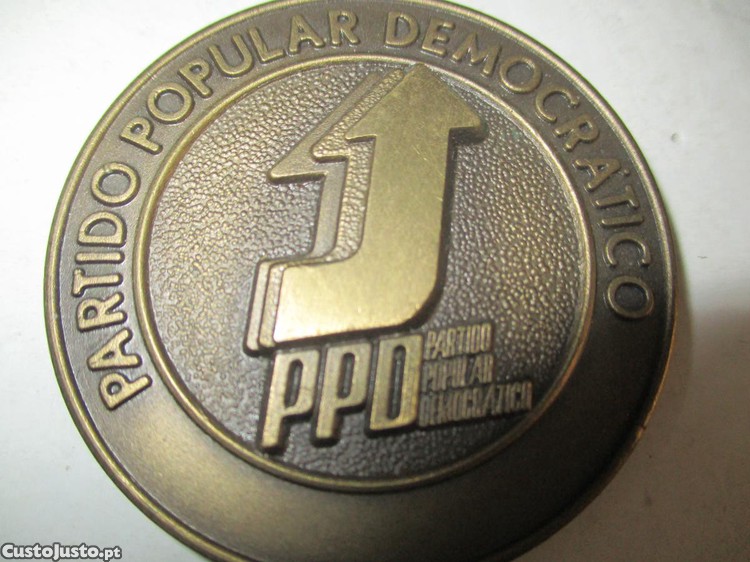 PARTIDO POPULAR DEMOCRÁTICO
PPD
PARTIDO
POPULAR
DEMOCRÁTICO
CustoJusto.pt